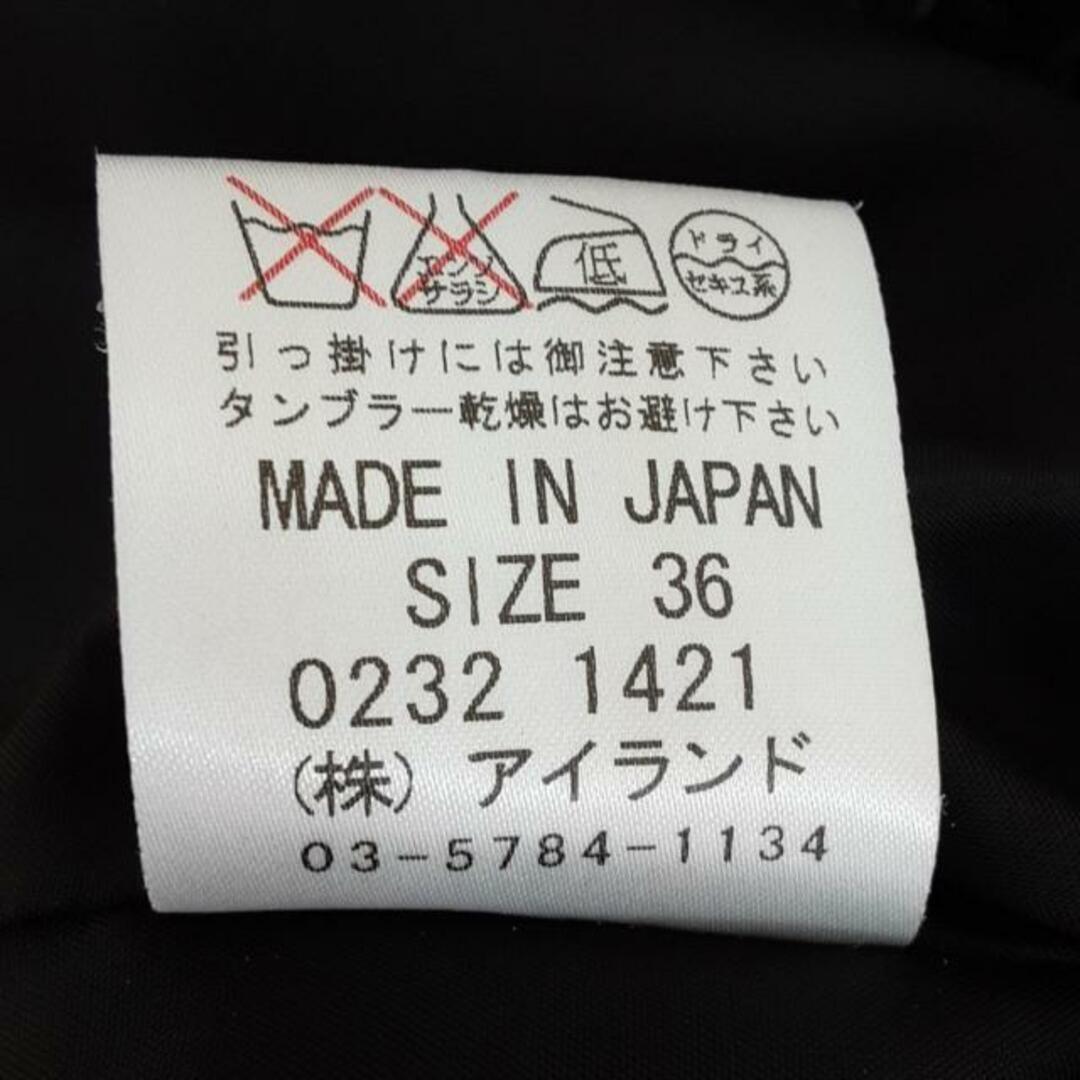 エンソ
サラシ
低
ドライ
セキユ系
引っ掛けには御注意下さい
タンブラー乾燥はお避け下さい
MADE IN JAPAN
SIZE 36
0232 1421
(株) アイランド
03-5784-1134